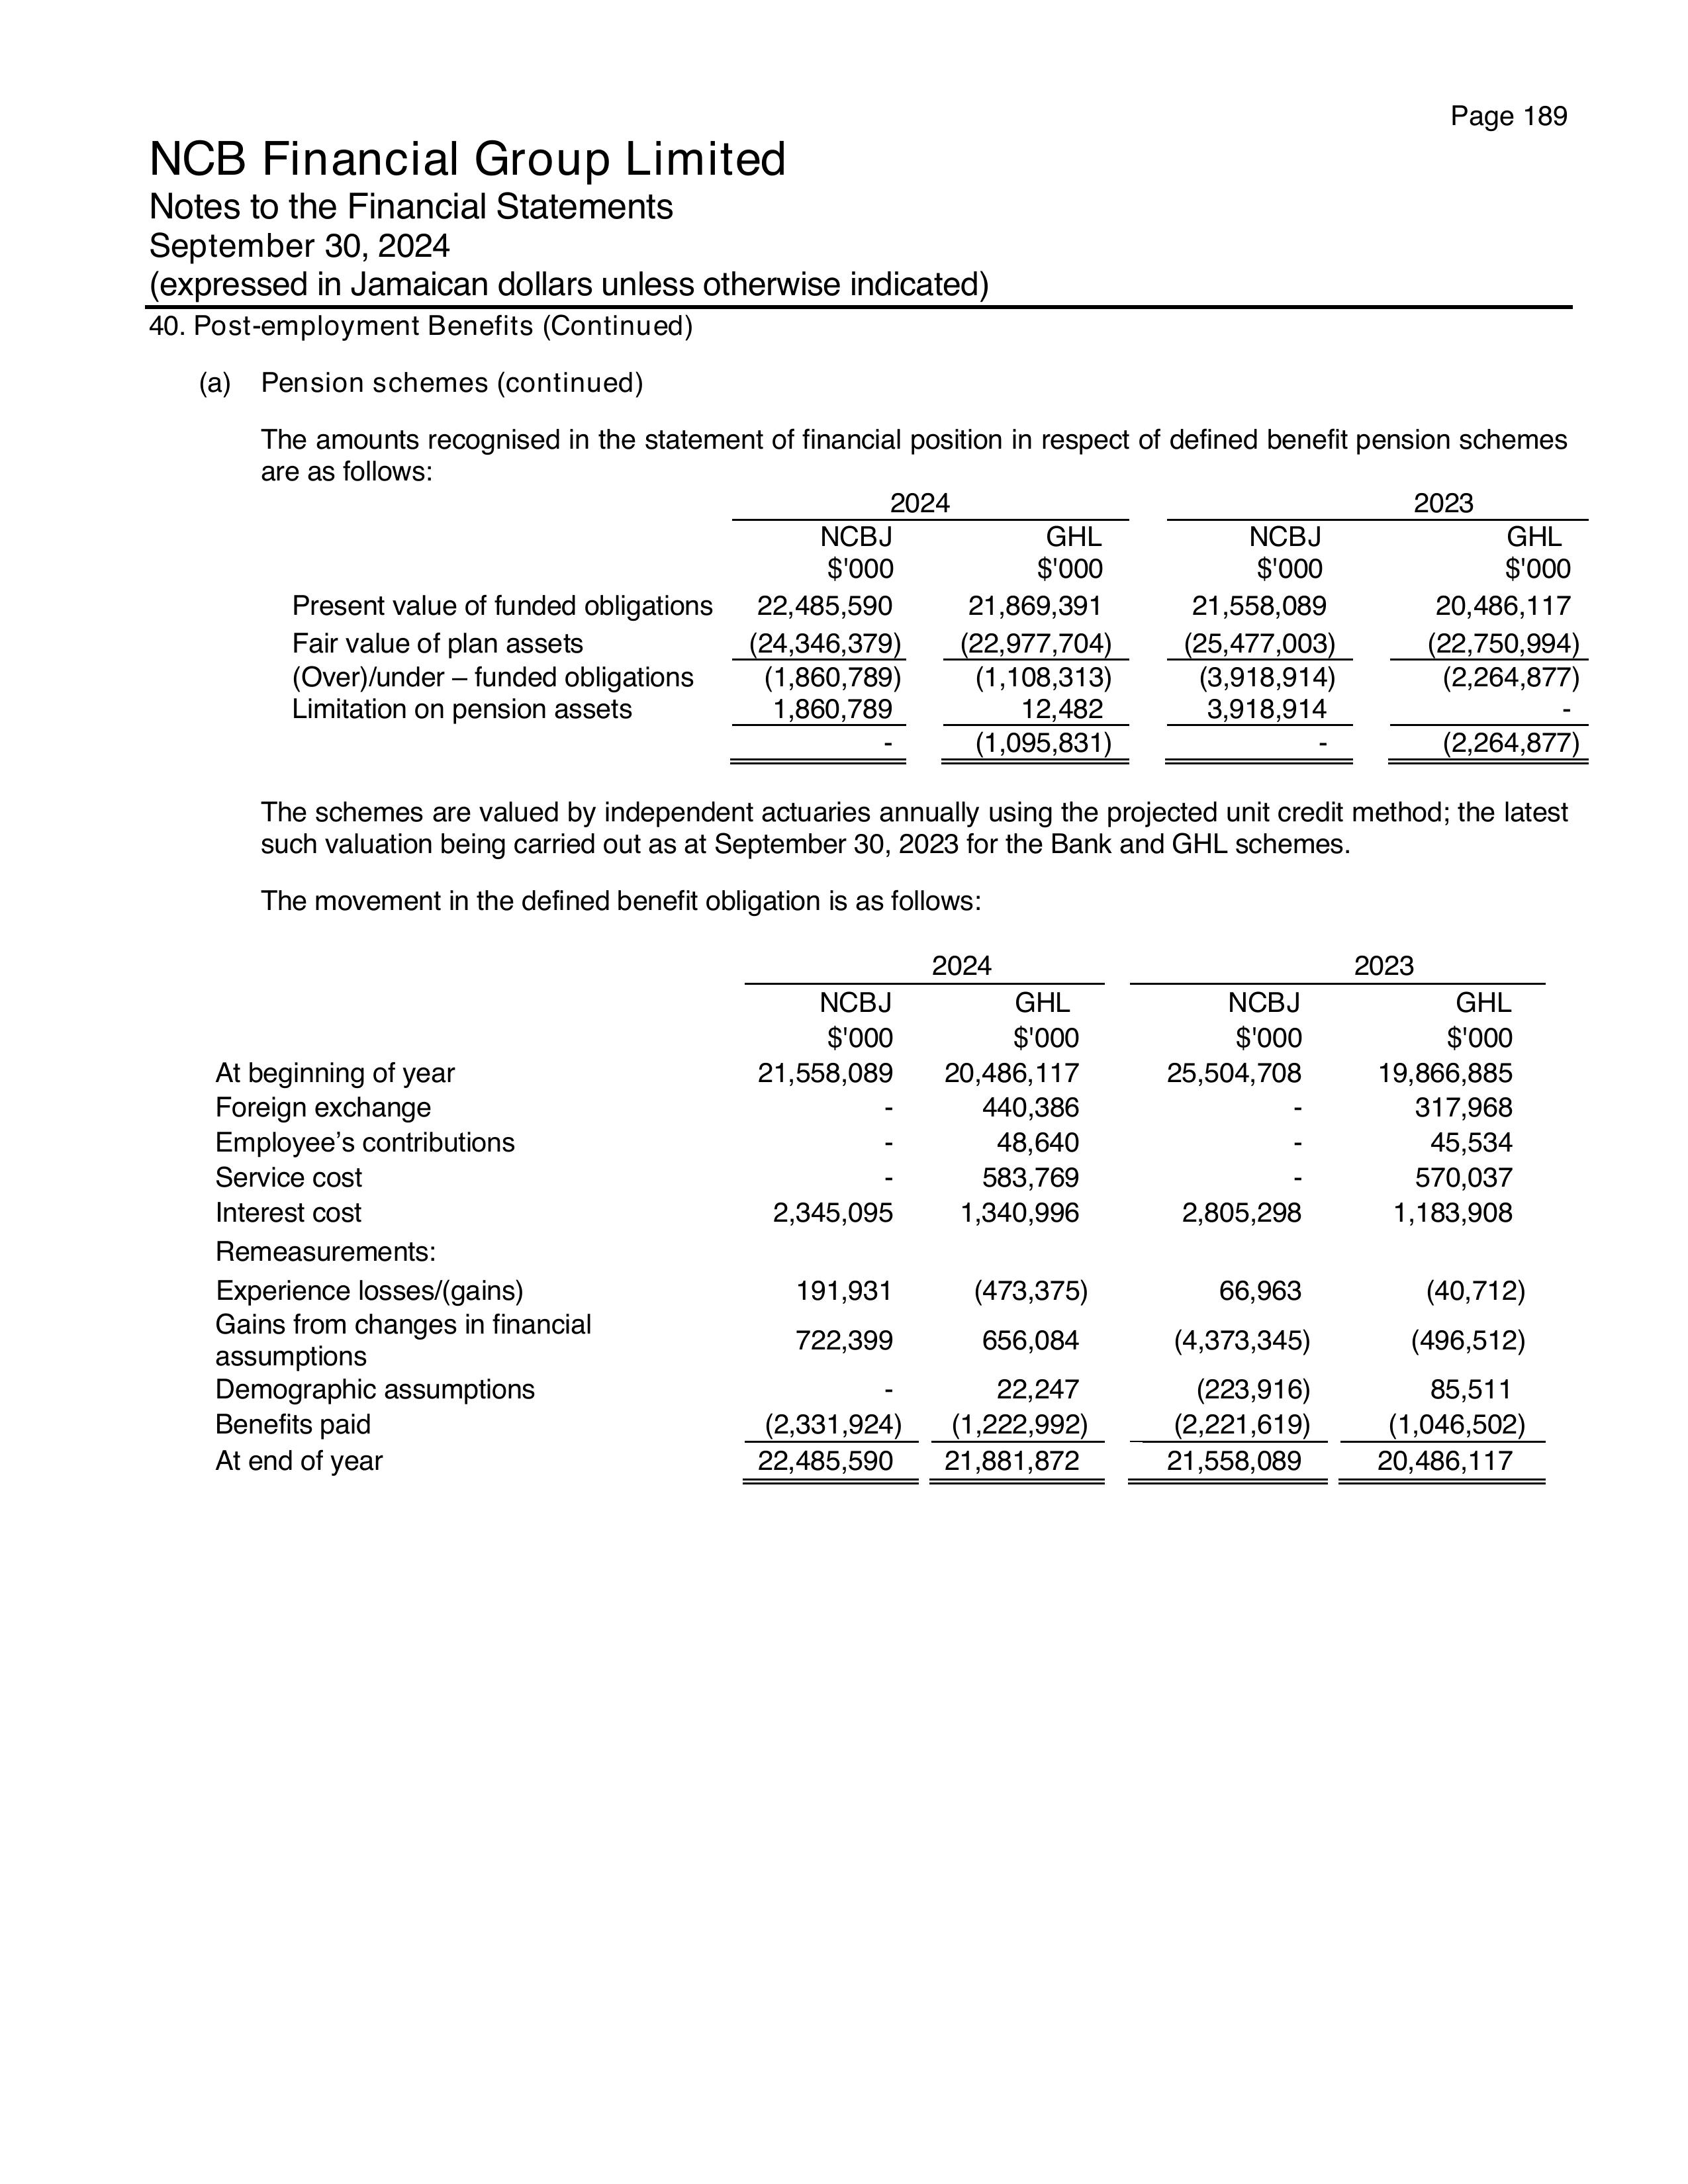 Page 189
NCB Financial Group Limited
Notes to the Financial Statements
September 30, 2024
(expressed in Jamaican dollars unless otherwise indicated)
40. Post-employment Benefits (Continued)
(a) Pension schemes (continued)
The amounts recognised in the statement of financial position in respect of defined benefit pension schemes
are as follows:
2024 2023
NCBJ GHL NCBJ GHL
$'000 $'000 $'000 $'000
Present value of funded obligations 22,485,590 21,869,391 21,558,089 20,486,117
Fair value of plan assets (24,346,379) (22,977,704) (25,477,003) (22,750,994)
(Over)/under – funded obligations (1,860,789) (1,108,313) (3,918,914) (2,264,877)
Limitation on pension assets 1,860,789 12,482 3,918,914 -
- (1,095,831) - (2,264,877)
The schemes are valued by independent actuaries annually using the projected unit credit method; the latest
such valuation being carried out as at September 30, 2023 for the Bank and GHL schemes.
The movement in the defined benefit obligation is as follows:
2024 2023
NCBJ GHL NCBJ GHL
$'000 $'000 $'000 $'000
At beginning of year 21,558,089 20,486,117 25,504,708 19,866,885
Foreign exchange - 440,386 - 317,968
Employee’s contributions - 48,640 - 45,534
Service cost - 583,769 - 570,037
Interest cost 2,345,095 1,340,996 2,805,298 1,183,908
Remeasurements:
Experience losses/(gains) 191,931 (473,375) 66,963 (40,712)
Gains from changes in financial
assumptions 722,399 656,084 (4,373,345) (496,512)
Demographic assumptions - 22,247 (223,916) 85,511
Benefits paid (2,331,924) (1,222,992) (2,221,619) (1,046,502)
At end of year 22,485,590 21,881,872 21,558,089 20,486,117